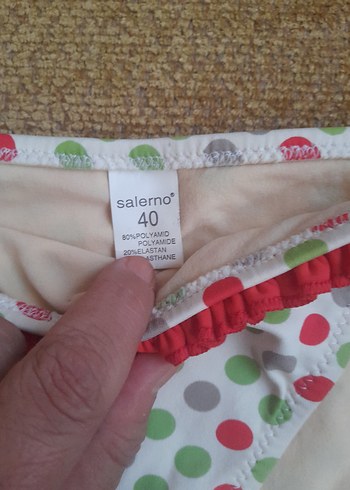 salerno®
40
80%POLYAMID
POLYAMIDE
20%ELASTAN